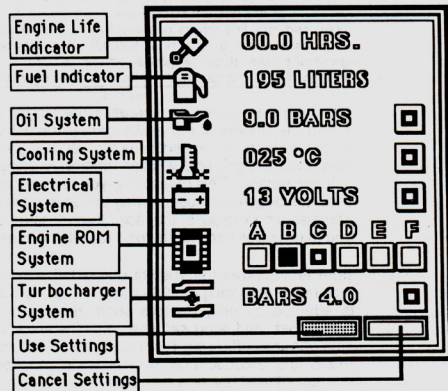 Engine Life
Indicator
00.0 HRS.
Fuel Indicator
195 LITERS
Oil System
9.0 BARS
Cooling System
025 °C
Electrical
System
- +
13 VOLTS
Engine ROM
System
A B C D E F
Turbocharger
System
+
BARS 4.0
Use Settings
Cancel Settings